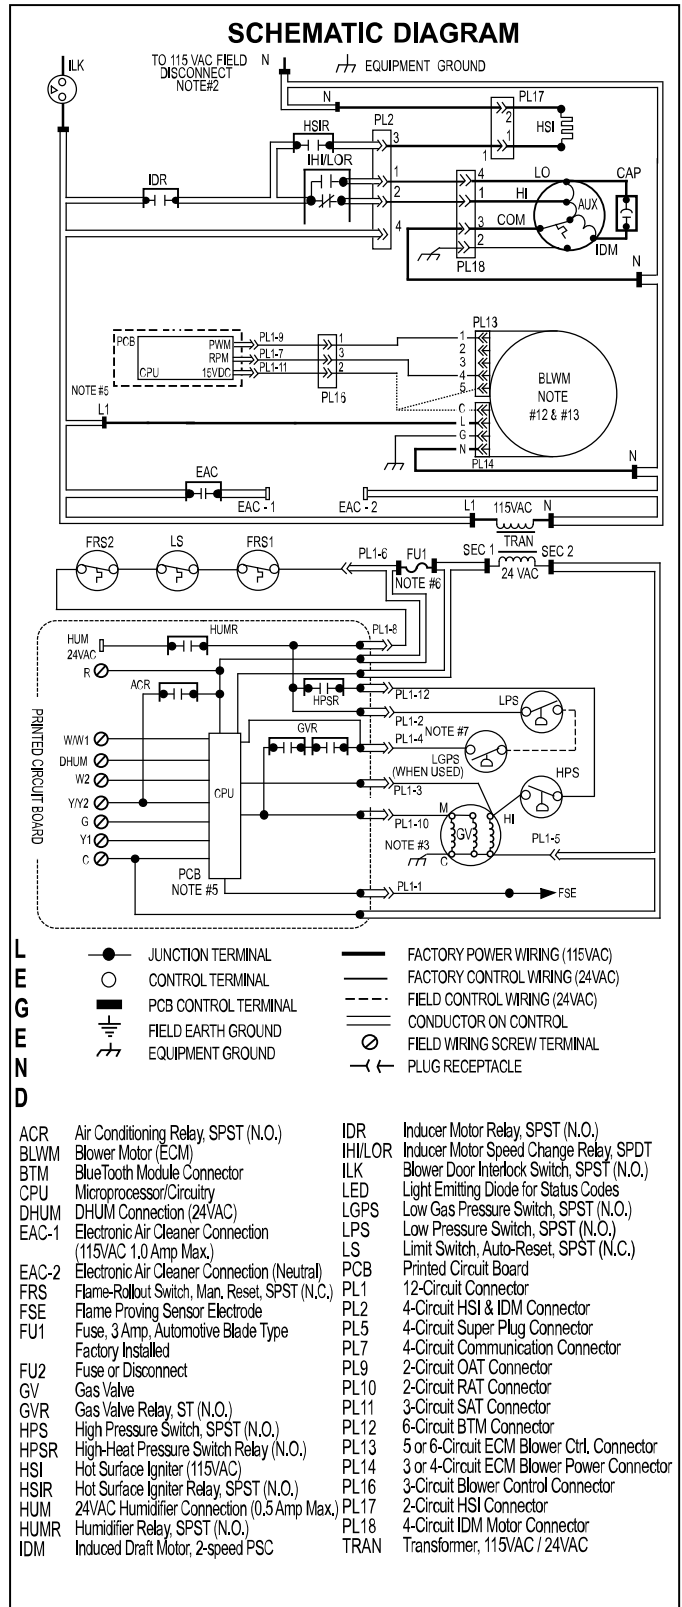 SCHEMATIC DIAGRAM
ILK
TO 115 VAC FIELD
DISCONNECT
NOTE#2
N
EQUIPMENT GROUND
N
PL17
2
1
1
HSI
HSIR
PL2
3
IHI/LOR
IDR
1
2
4
4
1
3
2
PL18
LO
HI
COM
CAP
AUX
IDM
N
PCB
CPU
PWM
RPM
15VDC
PL1-9
PL1-7
PL1-11
1
3
2
PL16
PL13
1
2
3
4
5
C
L
G
N
PL14
BLWM
NOTE
#12 & #13
NOTE #5
L1
N
EAC
EAC - 1
EAC - 2
L1
115VAC
N
TRAN
FRS2
LS
FRS1
PL1-6
FU1
NOTE #6
SEC 1
SEC 2
24 VAC
HUM
24VAC
HUMR
PL1-8
R
ACR
HPSR
PL1-12
LPS
PL1-2
GVR
PL1-4
NOTE #7
LGPS
(WHEN USED)
HPS
PRINTED CIRCUIT BOARD
W/W1
DHUM
W2
Y/Y2
G
Y1
C
CPU
PL1-3
PL1-10
M
HI
GV
C
NOTE #3
PL1-5
PCB
NOTE #5
PL1-1
FSE
LEGEND
JUNCTION TERMINAL
CONTROL TERMINAL
PCB CONTROL TERMINAL
FIELD EARTH GROUND
EQUIPMENT GROUND
FACTORY POWER WIRING (115VAC)
FACTORY CONTROL WIRING (24VAC)
FIELD CONTROL WIRING (24VAC)
CONDUCTOR ON CONTROL
FIELD WIRING SCREW TERMINAL
PLUG RECEPTACLE
ACR Air Conditioning Relay, SPST (N.O.)
BLWM Blower Motor (ECM)
BTM BlueTooth Module Connector
CPU Microprocessor/Circuitry
DHUM DHUM Connection (24VAC)
EAC-1 Electronic Air Cleaner Connection
(115VAC 1.0 Amp Max.)
EAC-2 Electronic Air Cleaner Connection (Neutral)
FRS Flame-Rollout Switch, Man. Reset, SPST (N.C.)
FSE Flame Proving Sensor Electrode
FU1 Fuse, 3 Amp, Automotive Blade Type
Factory Installed
FU2 Fuse or Disconnect
GV Gas Valve
GVR Gas Valve Relay, ST (N.O.)
HPS High Pressure Switch, SPST (N.O.)
HPSR High-Heat Pressure Switch Relay (N.O.)
HSI Hot Surface Igniter (115VAC)
HSIR Hot Surface Igniter Relay, SPST (N.O.)
HUM 24VAC Humidifier Connection (0.5 Amp Max.)
HUMR Humidifier Relay, SPST (N.O.)
IDM Induced Draft Motor, 2-speed PSC
IDR Inducer Motor Relay, SPST (N.O.)
IHI/LOR Inducer Motor Speed Change Relay, SPDT
ILK Blower Door Interlock Switch, SPST (N.O.)
LED Light Emitting Diode for Status Codes
LGPS Low Gas Pressure Switch, SPST (N.O.)
LPS Low Pressure Switch, SPST (N.O.)
LS Limit Switch, Auto-Reset, SPST (N.C.)
PCB Printed Circuit Board
PL1 12-Circuit Connector
PL2 4-Circuit HSI & IDM Connector
PL5 4-Circuit Super Plug Connector
PL7 4-Circuit Communication Connector
PL9 2-Circuit OAT Connector
PL10 2-Circuit RAT Connector
PL11 3-Circuit SAT Connector
PL12 6-Circuit BTM Connector
PL13 5 or 6-Circuit ECM Blower Ctrl. Connector
PL14 3 or 4-Circuit ECM Blower Power Connector
PL16 3-Circuit Blower Control Connector
PL17 2-Circuit HSI Connector
PL18 4-Circuit IDM Motor Connector
TRAN Transformer, 115VAC / 24VAC